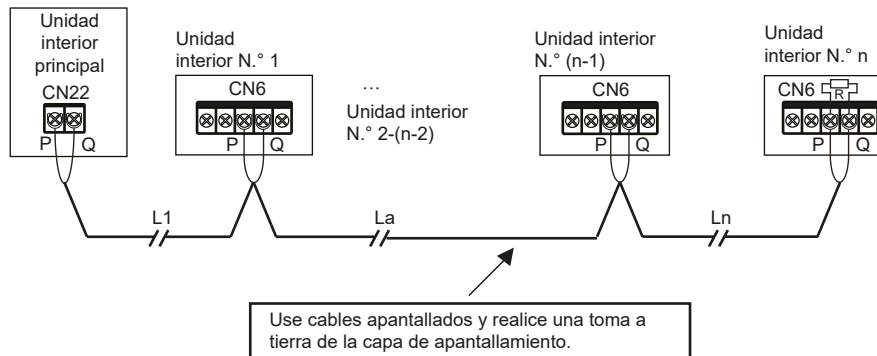 Unidad
interior
principal
CN22
P Q
Unidad
interior N.° 1
CN6
P Q
...
Unidad interior
N.° 2-(n-2)
Unidad interior
N.° (n-1)
CN6
P Q
Unidad
interior N.° n
CN6
R
P Q
L1
La
Ln
Use cables apantallados y realice una toma a
tierra de la capa de apantallamiento.